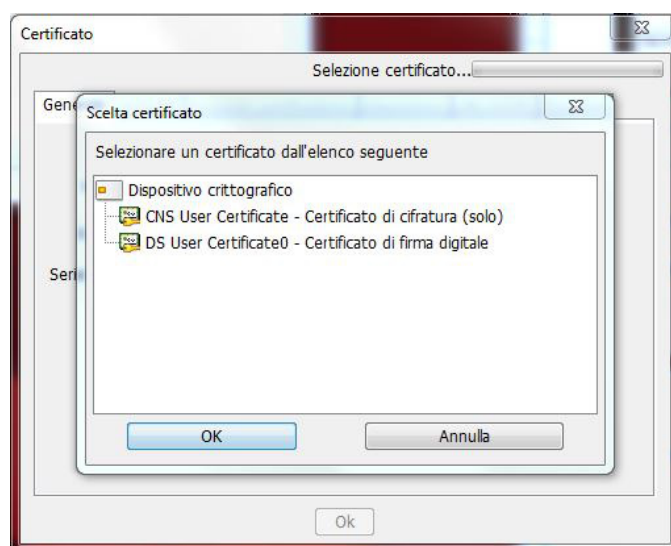 Certificato
Selezione certificato...
Gene
Scelta certificato
Selezionare un certificato dall'elenco seguente
Dispositivo crittografico
CNS User Certificate - Certificato di cifratura (solo)
DS User Certificate0 - Certificato di firma digitale
Seri
OK
Annulla
Ok